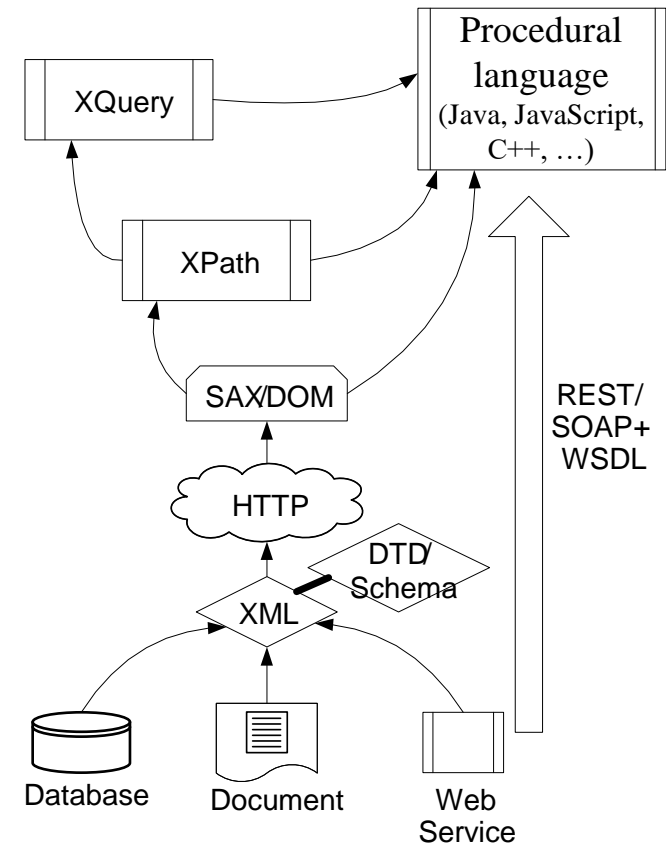 Procedural
language
(Java, JavaScript,
C++, …)
XQuery
XPath
SAX/DOM
REST/
SOAP+
WSDL
HTTP
DTD/
Schema
XML
Database
Document
Web
Service